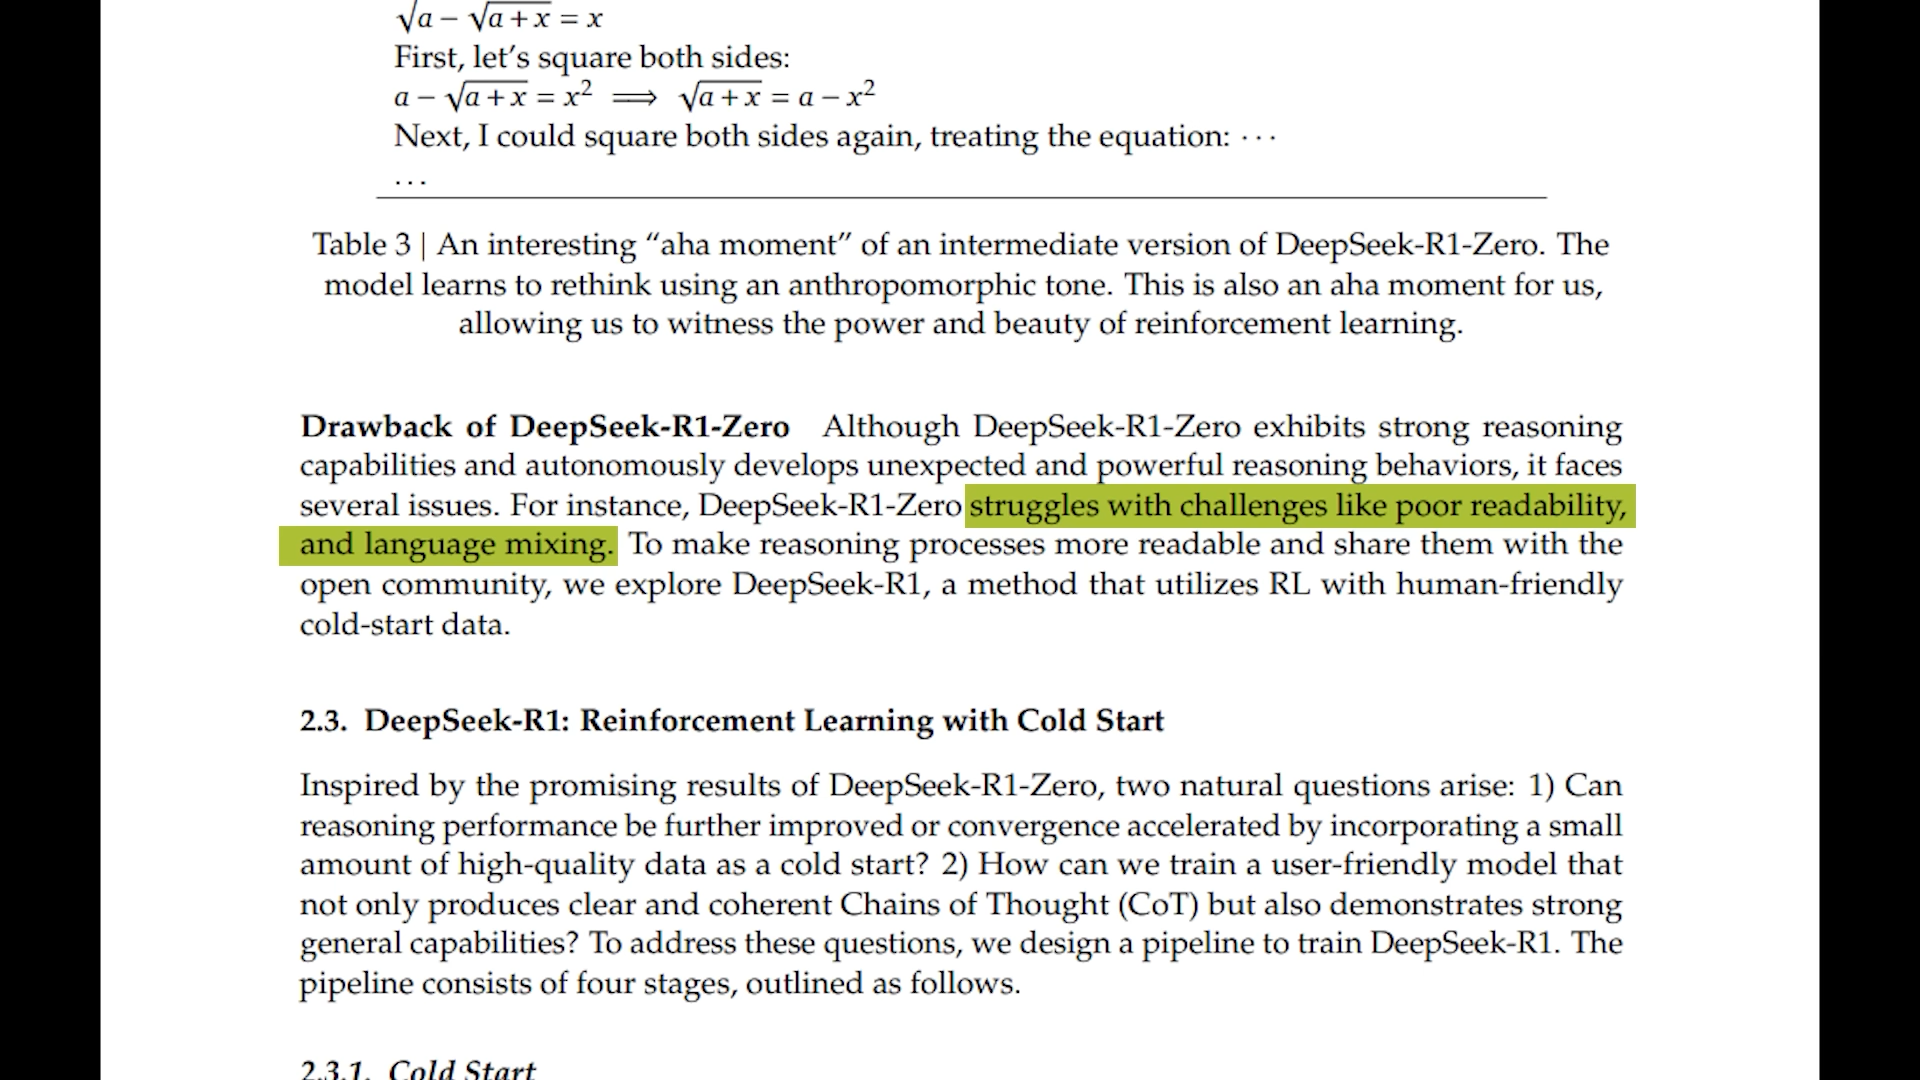 √a − √a + x = x
First, let’s square both sides:
a − √a + x = x² ⟹ √a + x = a − x²
Next, I could square both sides again, treating the equation: · · ·
. . .
Table 3 | An interesting “aha moment” of an intermediate version of DeepSeek-R1-Zero. The
model learns to rethink using an anthropomorphic tone. This is also an aha moment for us,
allowing us to witness the power and beauty of reinforcement learning.
Drawback of DeepSeek-R1-Zero Although DeepSeek-R1-Zero exhibits strong reasoning
capabilities and autonomously develops unexpected and powerful reasoning behaviors, it faces
several issues. For instance, DeepSeek-R1-Zero struggles with challenges like poor readability,
and language mixing. To make reasoning processes more readable and share them with the
open community, we explore DeepSeek-R1, a method that utilizes RL with human-friendly
cold-start data.
2.3. DeepSeek-R1: Reinforcement Learning with Cold Start
Inspired by the promising results of DeepSeek-R1-Zero, two natural questions arise: 1) Can
reasoning performance be further improved or convergence accelerated by incorporating a small
amount of high-quality data as a cold start? 2) How can we train a user-friendly model that
not only produces clear and coherent Chains of Thought (CoT) but also demonstrates strong
general capabilities? To address these questions, we design a pipeline to train DeepSeek-R1. The
pipeline consists of four stages, outlined as follows.
2.3.1. Cold Start